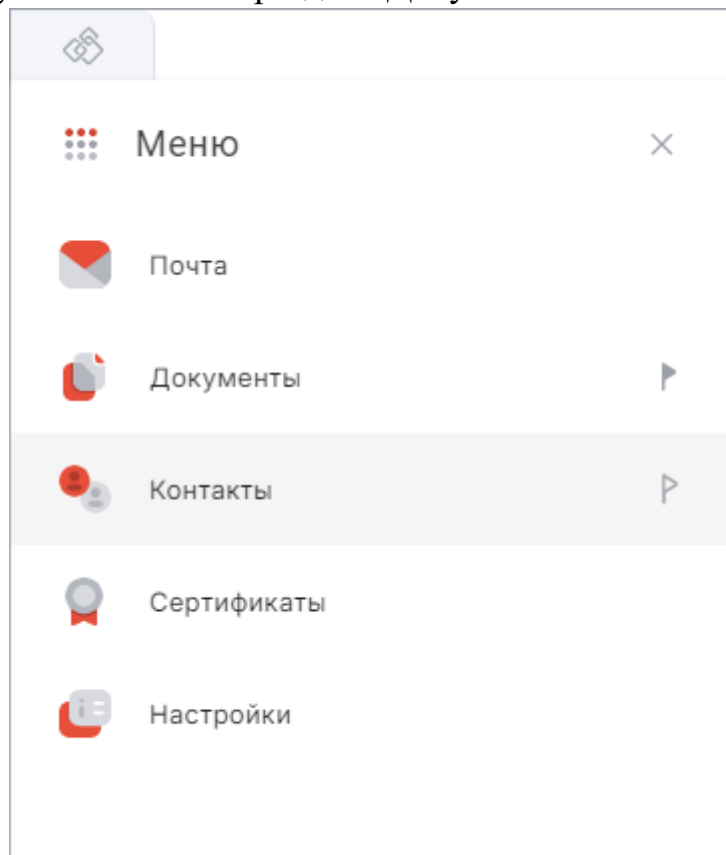 Меню
Почта
Документы
Контакты
Сертификаты
Настройки